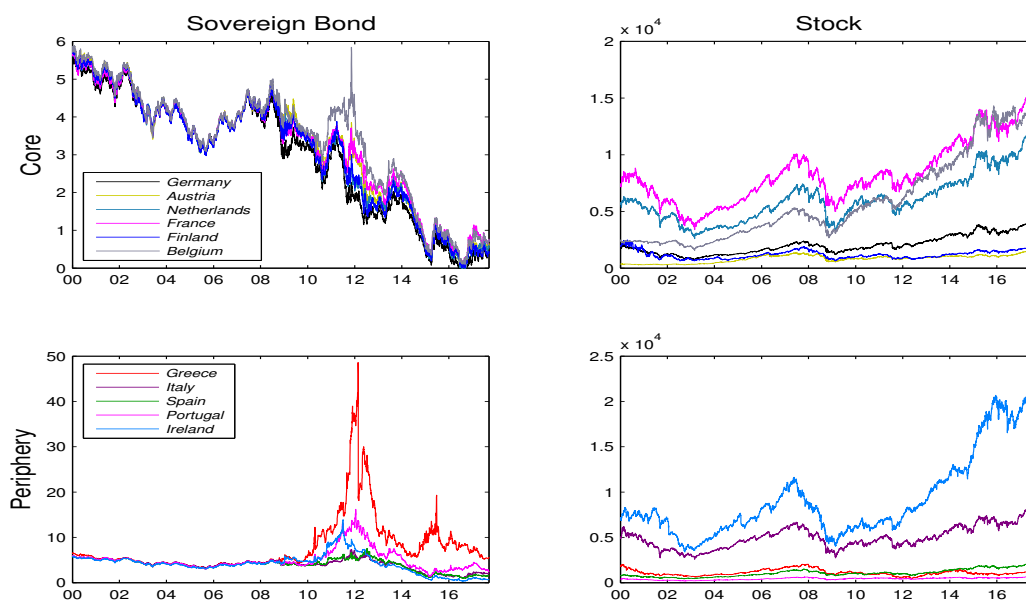 Sovereign Bond
Stock
Core
6
5
4
3
2
1
0
00 02 04 06 08 10 12 14 16
Germany
Austria
Netherlands
France
Finland
Belgium
× 10⁴
2
1.5
1
0.5
0
00 02 04 06 08 10 12 14 16
Periphery
50
40
30
20
10
0
00 02 04 06 08 10 12 14 16
Greece
Italy
Spain
Portugal
Ireland
× 10⁴
2.5
2
1.5
1
0.5
0
00 02 04 06 08 10 12 14 16